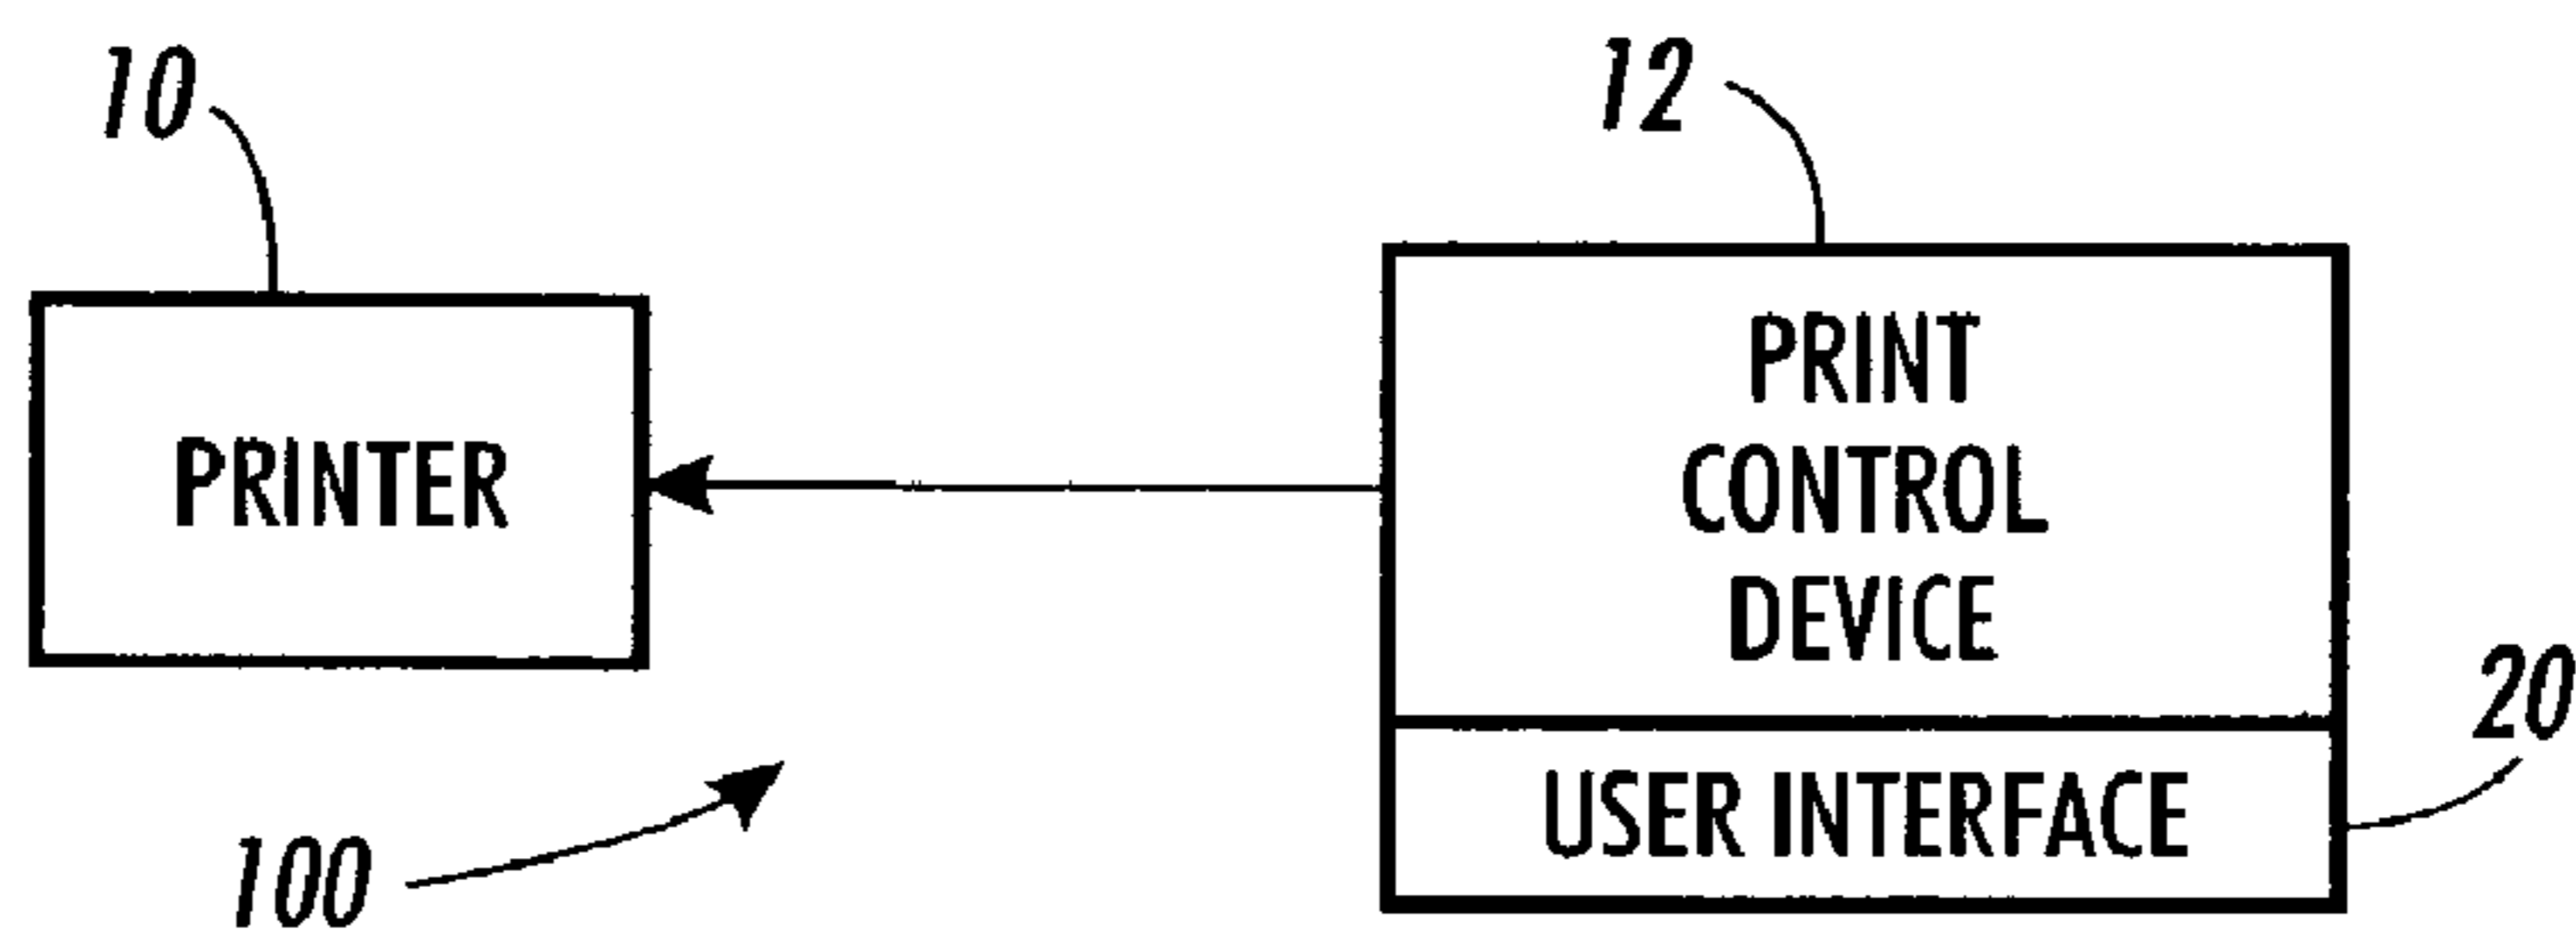 10
12
PRINTER
PRINT
CONTROL
DEVICE
20
USER INTERFACE
100